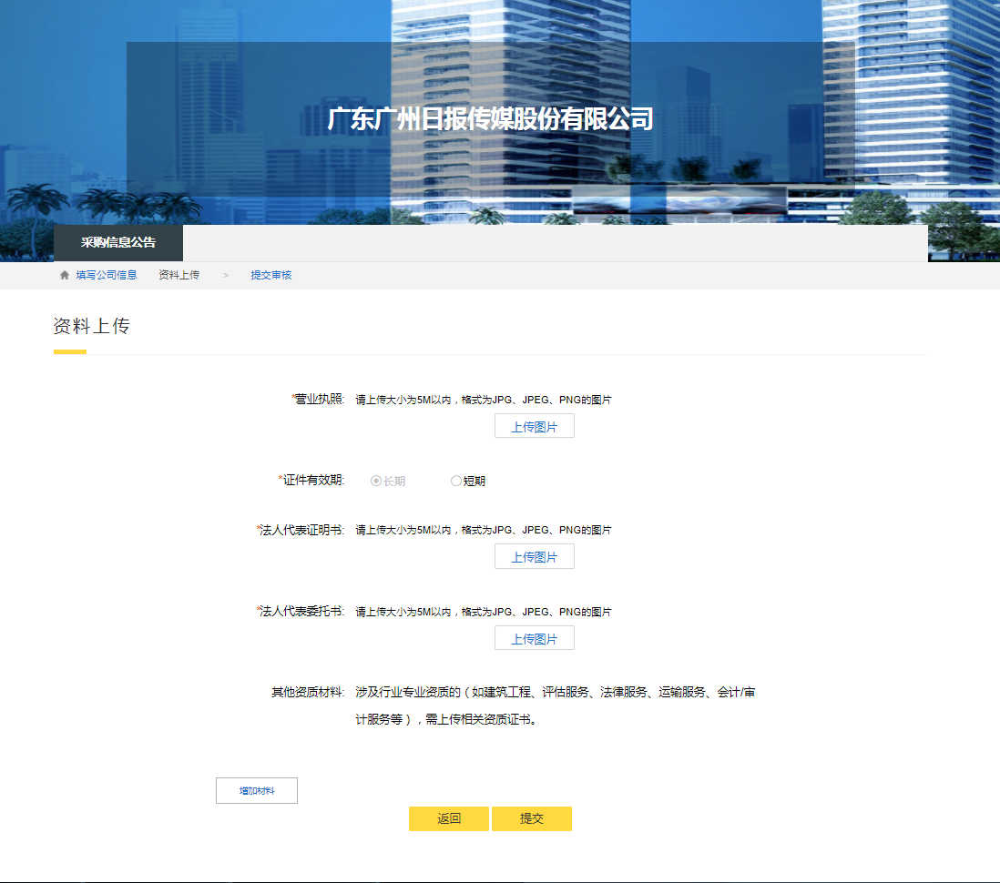 广东广州日报传媒股份有限公司
采购信息公告
填写公司信息 资料上传 > 提交审核
资料上传
*营业执照: 请上传大小为5M以内，格式为JPG、JPEG、PNG的图片
上传图片
*证件有效期: 长期 短期
*法人代表证明书: 请上传大小为5M以内，格式为JPG、JPEG、PNG的图片
上传图片
*法人代表委托书: 请上传大小为5M以内，格式为JPG、JPEG、PNG的图片
上传图片
其他资质材料: 涉及行业专业资质的（如建筑工程、评估服务、法律服务、运输服务、会计/审
计服务等），需上传相关资质证书。
增加材料
返回 提交